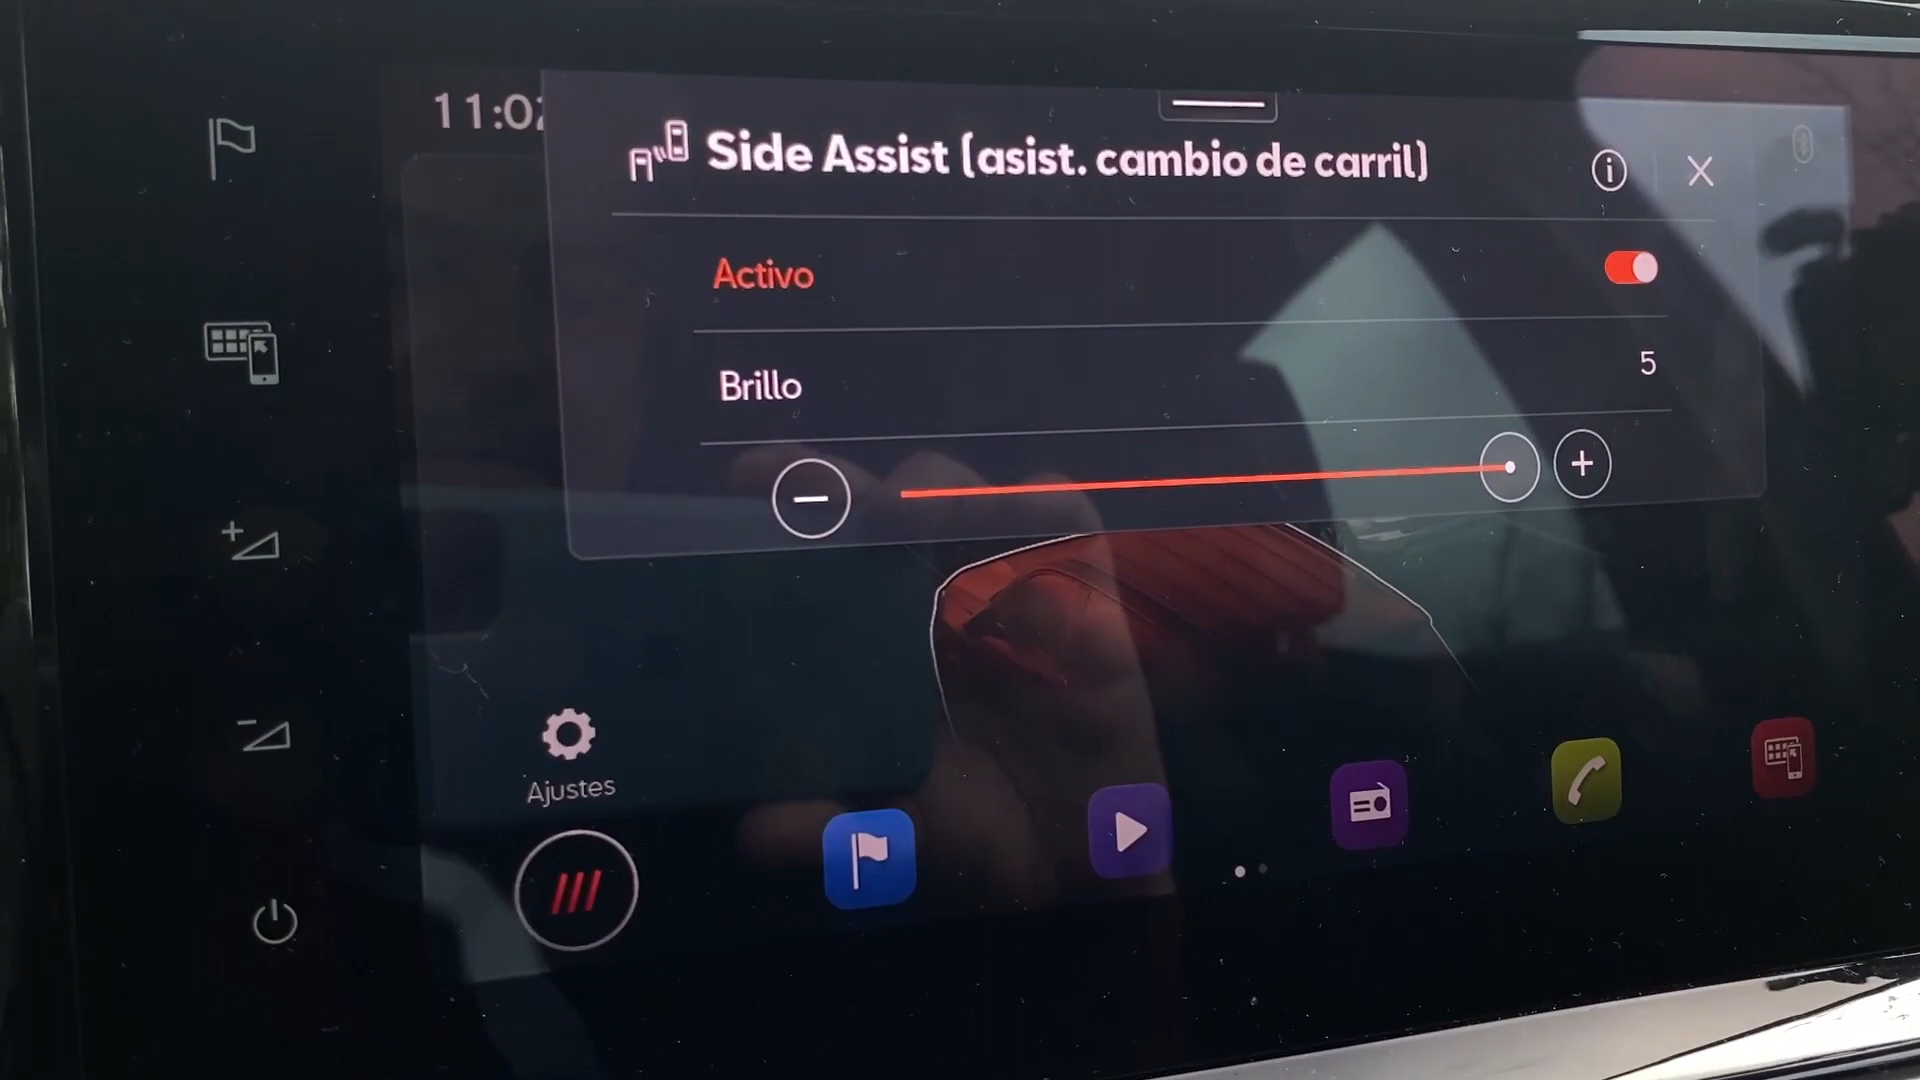 11:02
Side Assist (asist. cambio de carril)
Activo
Brillo
5
Ajustes